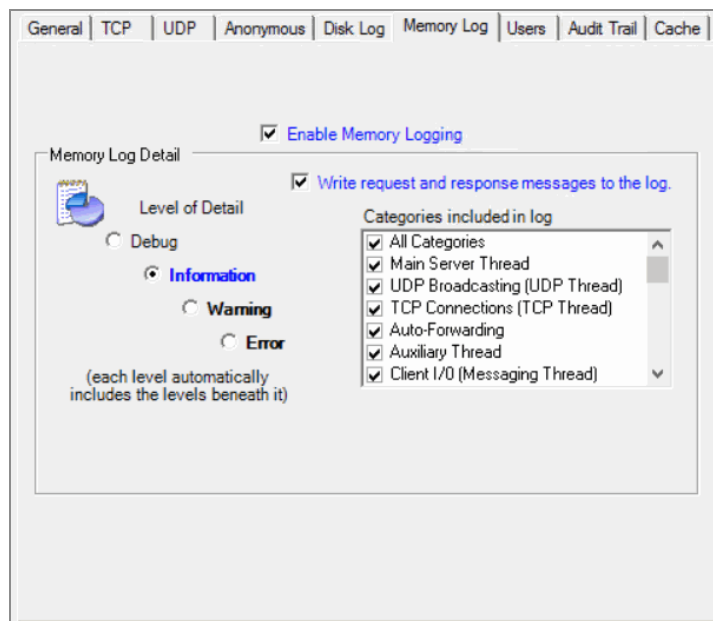 General TCP UDP Anonymous Disk Log Memory Log Users Audit Trail Cache
Enable Memory Logging
Memory Log Detail
Write request and response messages to the log.
Level of Detail
Categories included in log
Debug
Information
Warning
Error
(each level automatically
includes the levels beneath it)
All Categories
Main Server Thread
UDP Broadcasting (UDP Thread)
TCP Connections (TCP Thread)
Auto-Forwarding
Auxiliary Thread
Client I/O (Messaging Thread)